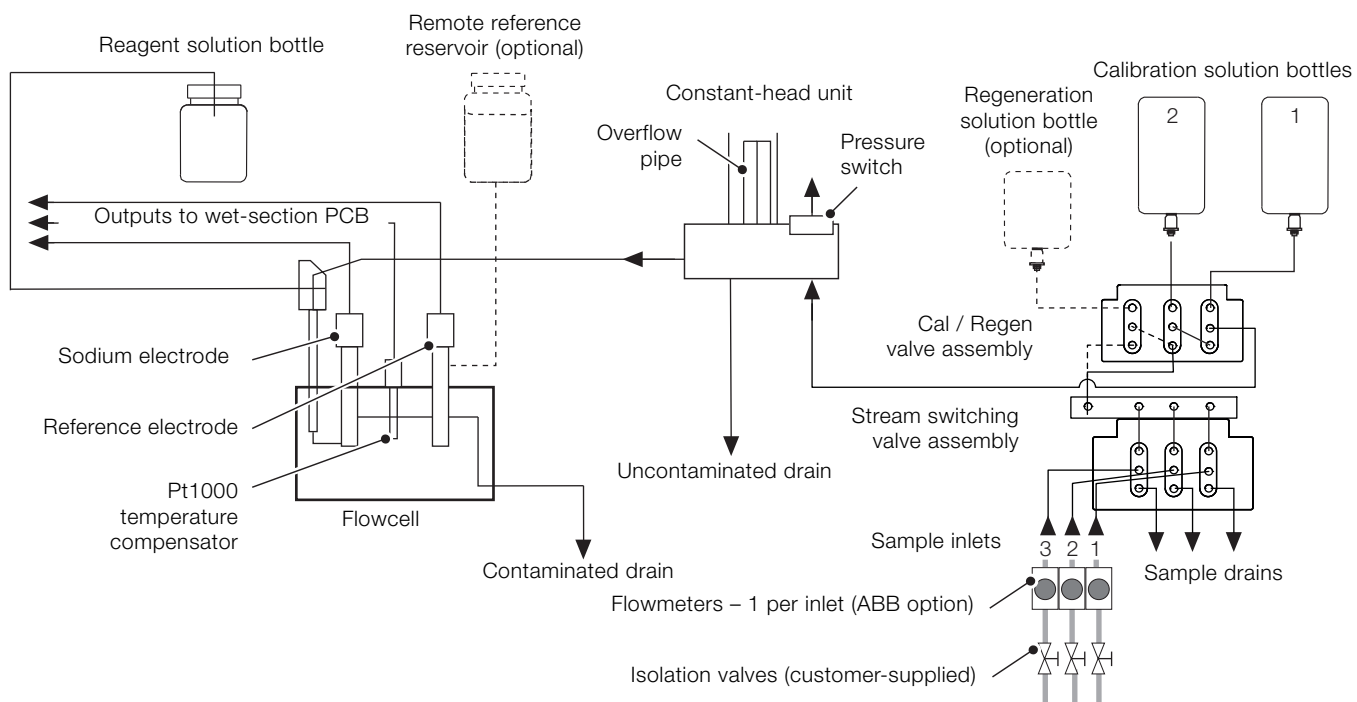 Reagent solution bottle
Remote reference
reservoir (optional)
Constant-head unit
Overflow
pipe
Pressure
switch
Regeneration
solution bottle
(optional)
Calibration solution bottles
2
1
Outputs to wet-section PCB
Sodium electrode
Reference electrode
Pt1000
temperature
compensator
Flowcell
Contaminated drain
Uncontaminated drain
Cal / Regen
valve assembly
Stream switching
valve assembly
Sample inlets
3 2 1
Sample drains
Flowmeters – 1 per inlet (ABB option)
Isolation valves (customer-supplied)